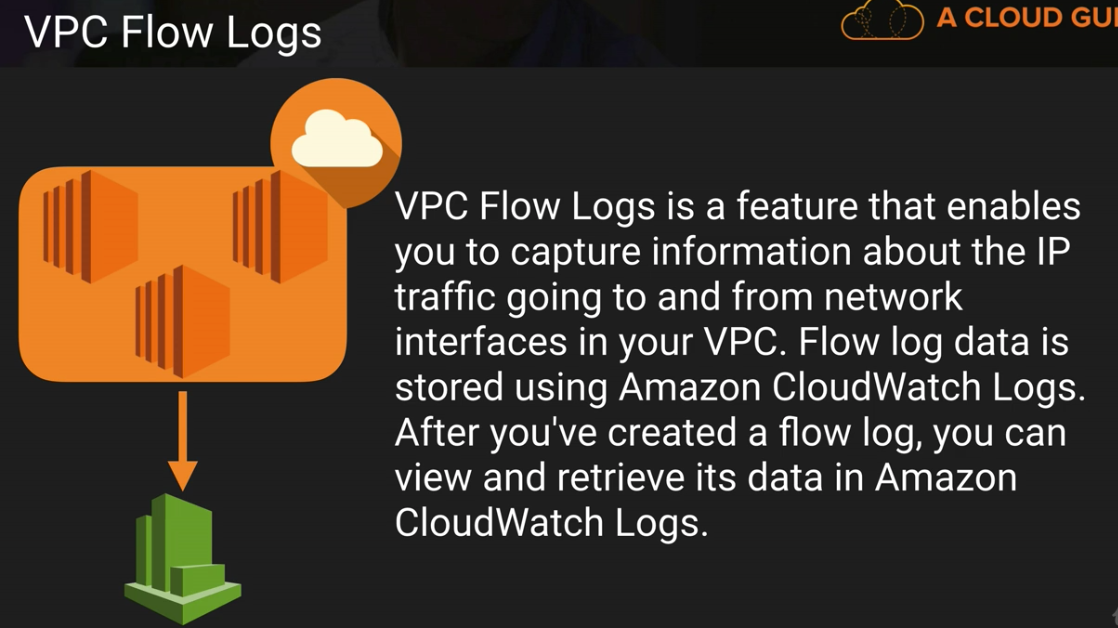 VPC Flow Logs
A CLOUD
VPC Flow Logs is a feature that enables
you to capture information about the IP
traffic going to and from network
interfaces in your VPC. Flow log data is
stored using Amazon CloudWatch Logs.
After you've created a flow log, you can
view and retrieve its data in Amazon
CloudWatch Logs.